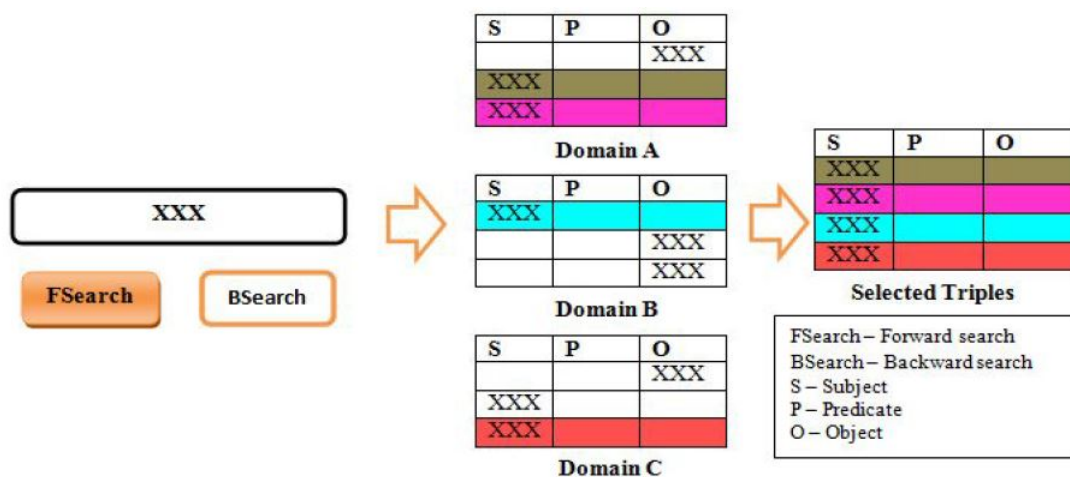 XXX
FSearch
BSearch
S P O
XXX
XXX
XXX
Domain A
S P O
XXX
XXX
XXX
Domain B
S P O
XXX
XXX
XXX
Domain C
S P O
XXX
XXX
XXX
XXX
Selected Triples
FSearch – Forward search
BSearch – Backward search
S – Subject
P – Predicate
O – Object